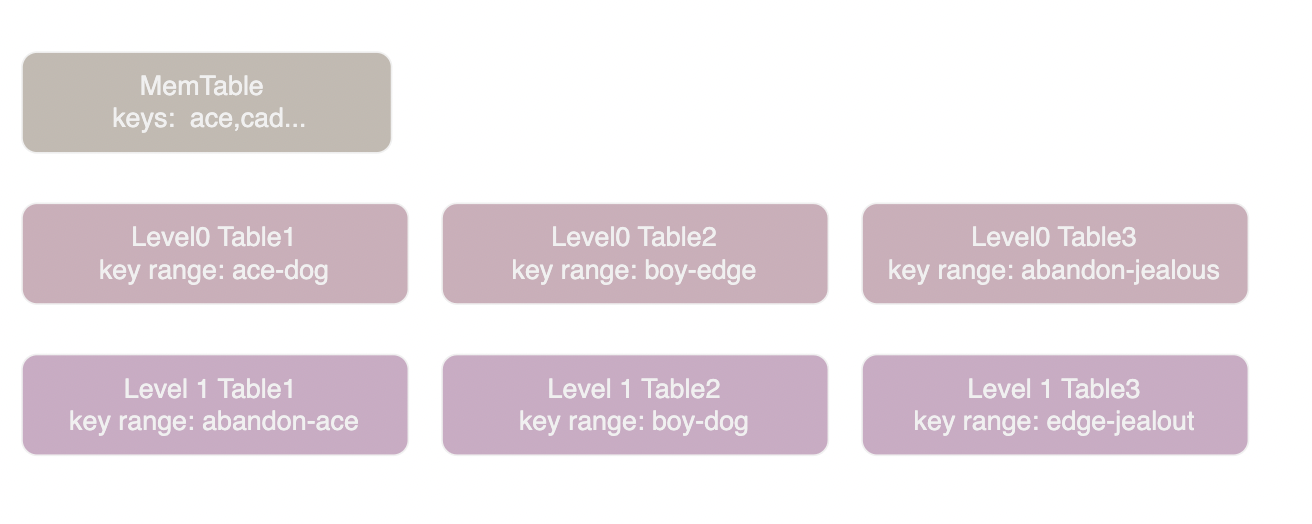 MemTable
keys:  ace,cad...
Level0 Table1
key range: ace-dog
Level0 Table2
key range: boy-edge
Level0 Table3
key range: abandon-jealous
Level 1 Table1
key range: abandon-ace
Level 1 Table2
key range: boy-dog
Level 1 Table3
key range: edge-jealout